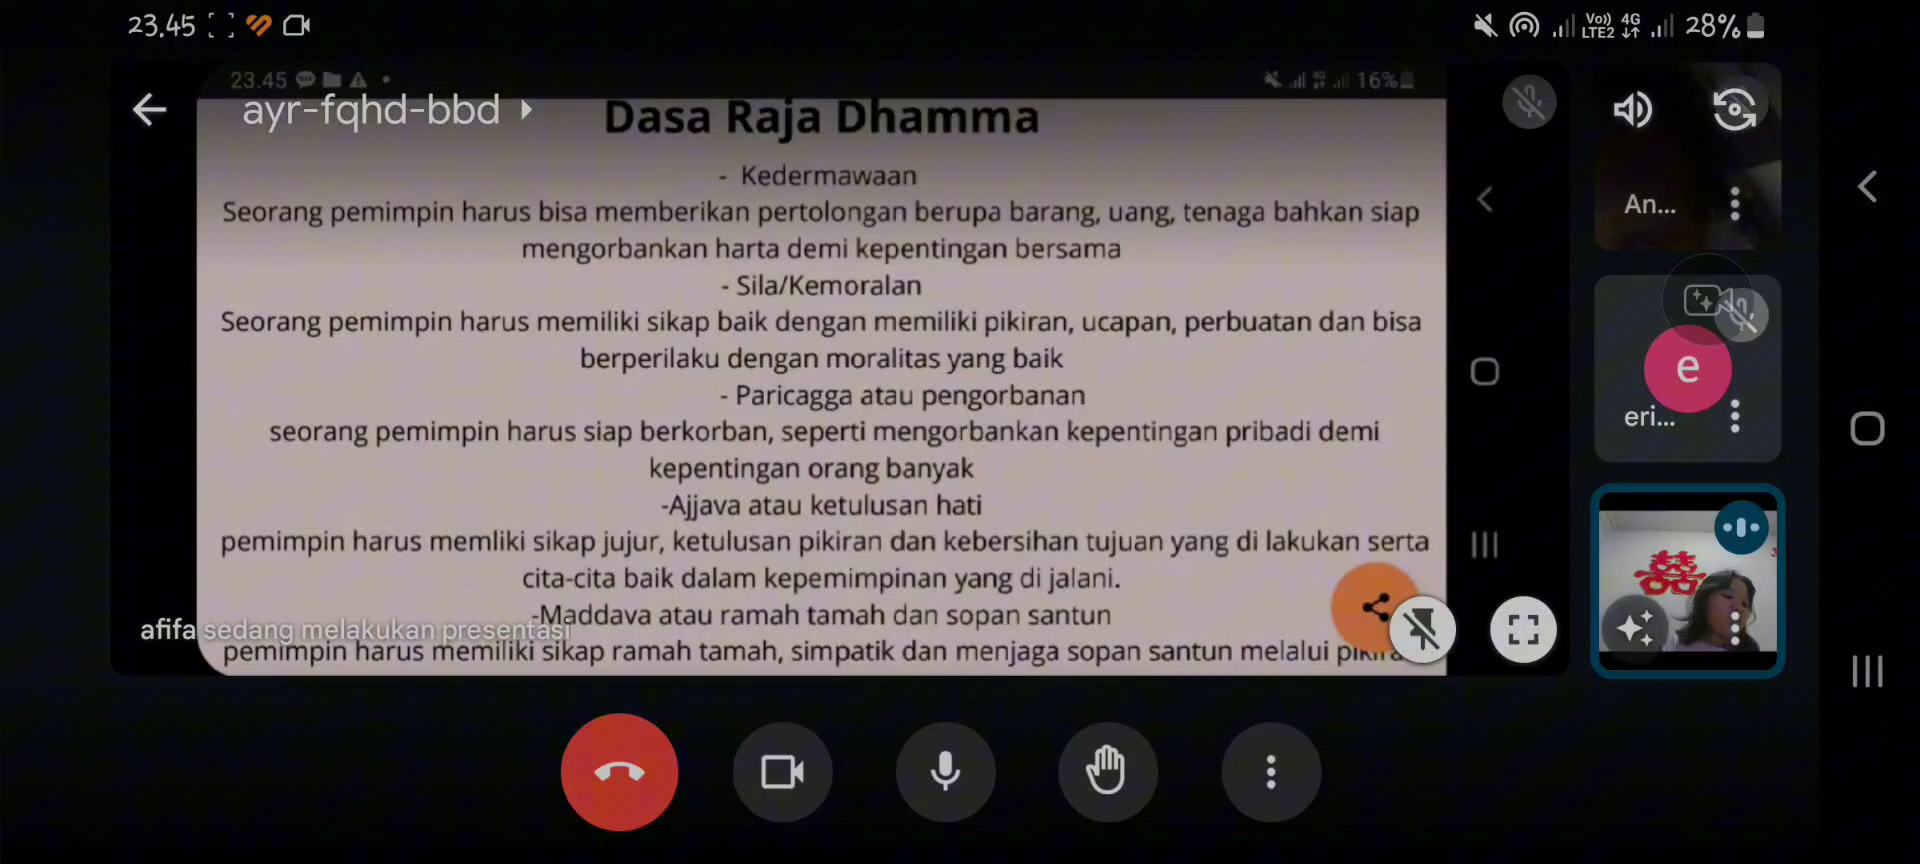 23.45
Vo)) 4G
LTE2
28%
23.45
16%
ayr-fqhd-bbd
Dasa Raja Dhamma
- Kedermawaan
Seorang pemimpin harus bisa memberikan pertolongan berupa barang, uang, tenaga bahkan siap
mengorbankan harta demi kepentingan bersama
- Sila/Kemoralan
Seorang pemimpin harus memiliki sikap baik dengan memiliki pikiran, ucapan, perbuatan dan bisa
berperilaku dengan moralitas yang baik
- Paricagga atau pengorbanan
seorang pemimpin harus siap berkorban, seperti mengorbankan kepentingan pribadi demi
kepentingan orang banyak
-Ajjava atau ketulusan hati
pemimpin harus memliki sikap jujur, ketulusan pikiran dan kebersihan tujuan yang di lakukan serta
cita-cita baik dalam kepemimpinan yang di jalani.
-Maddava atau ramah tamah dan sopan santun
afifa sedang melakukan presentasi
pemimpin harus memiliki sikap ramah tamah, simpatik dan menjaga sopan santun melalui
An...
e
eri...
囍